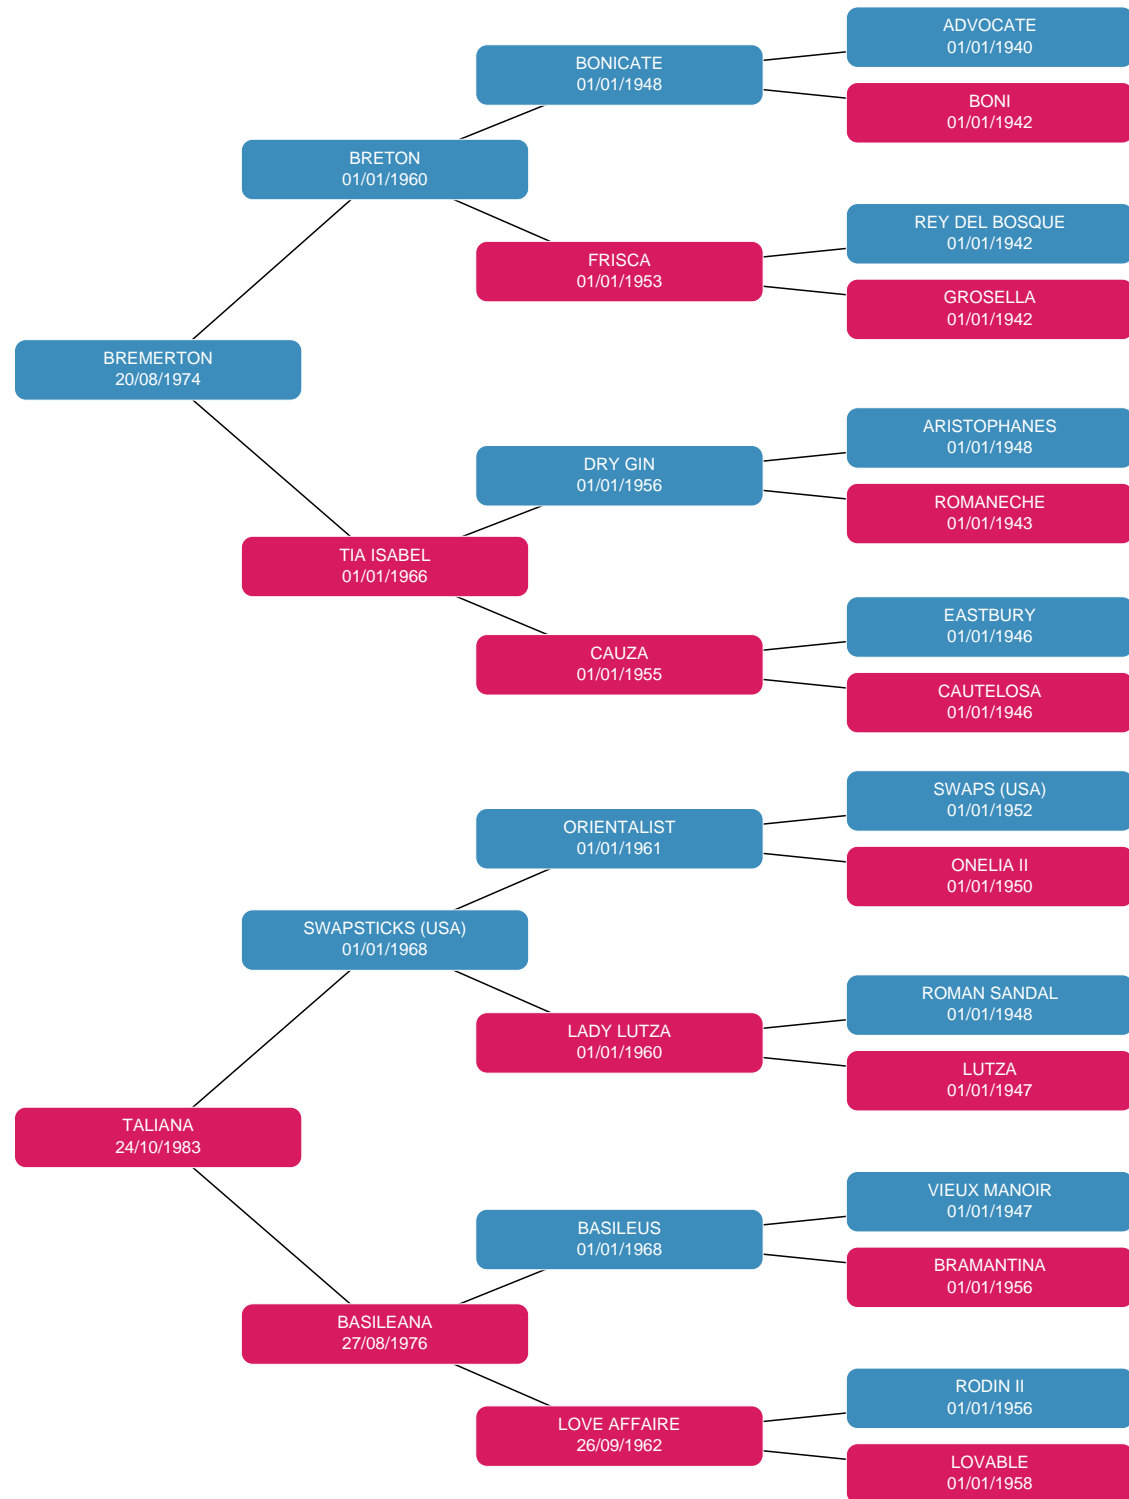 ADVOCATE
01/01/1940
BONICATE
01/01/1948
BONI
01/01/1942
BRETON
01/01/1960
REY DEL BOSQUE
01/01/1942
FRISCA
01/01/1953
GROSELLA
01/01/1942
BREMERTON
20/08/1974
ARISTOPHANES
01/01/1948
DRY GIN
01/01/1956
ROMANECHE
01/01/1943
TIA ISABEL
01/01/1966
EASTBURY
01/01/1946
CAUZA
01/01/1955
CAUTELOSA
01/01/1946
SWAPS (USA)
01/01/1952
ORIENTALIST
01/01/1961
ONELIA II
01/01/1950
SWAPSTICKS (USA)
01/01/1968
ROMAN SANDAL
01/01/1948
LADY LUTZA
01/01/1960
LUTZA
01/01/1947
TALIANA
24/10/1983
VIEUX MANOIR
01/01/1947
BASILEUS
01/01/1968
BRAMANTINA
01/01/1956
BASILEANA
27/08/1976
RODIN II
01/01/1956
LOVE AFFAIRE
26/09/1962
LOVABLE
01/01/1958